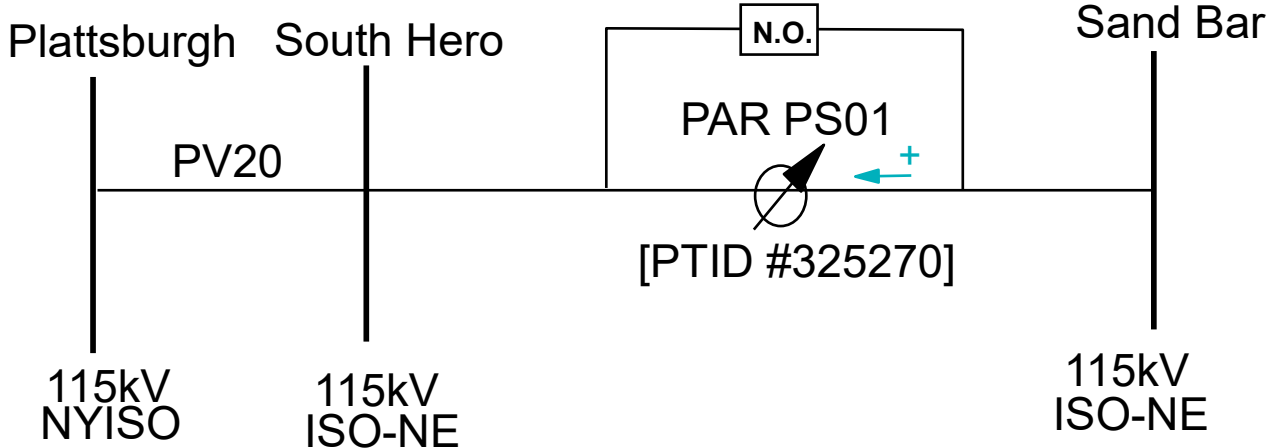 Plattsburgh
South Hero
N.O.
Sand Bar
PAR PS01
PV20
+
[PTID #325270]
115kV
NYISO
115kV
ISO-NE
115kV
ISO-NE